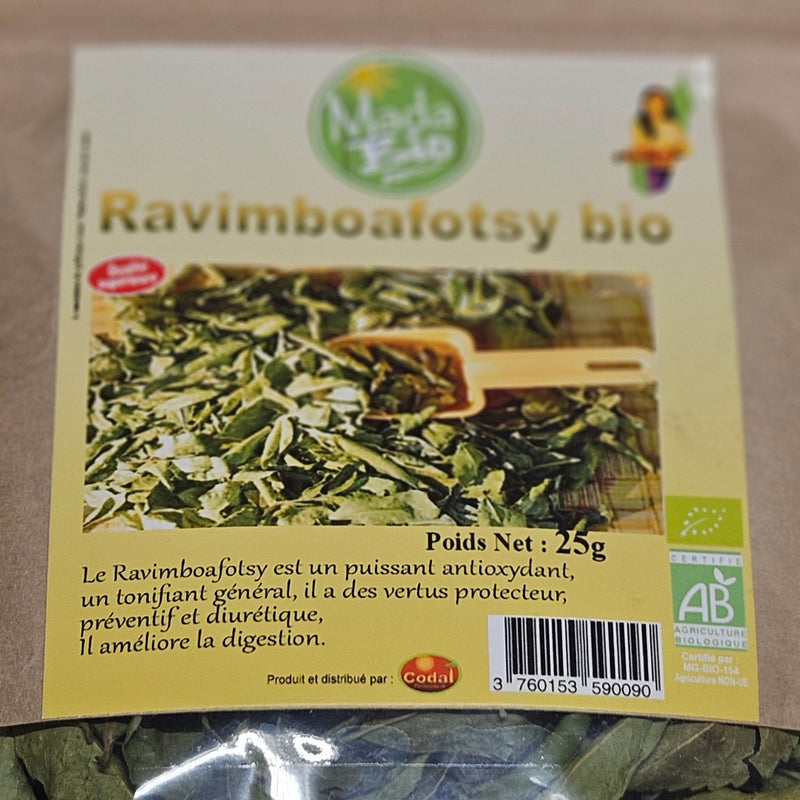 Mada
Bio
Ravimboafotsy bio
Qualité
supérieure
Poids Net : 25g
Le Ravimboafotsy est un puissant antioxydant,
un tonifiant général, il a des vertus protecteur,
préventif et diurétique,
Il améliore la digestion.
Produit et distribué par :
Codal
3 760153 590090
CERTIFIÉ
AB
AGRICULTURE
BIOLOGIQUE
Certifié par :
MG-BIO-154
Agriculture NON-UE